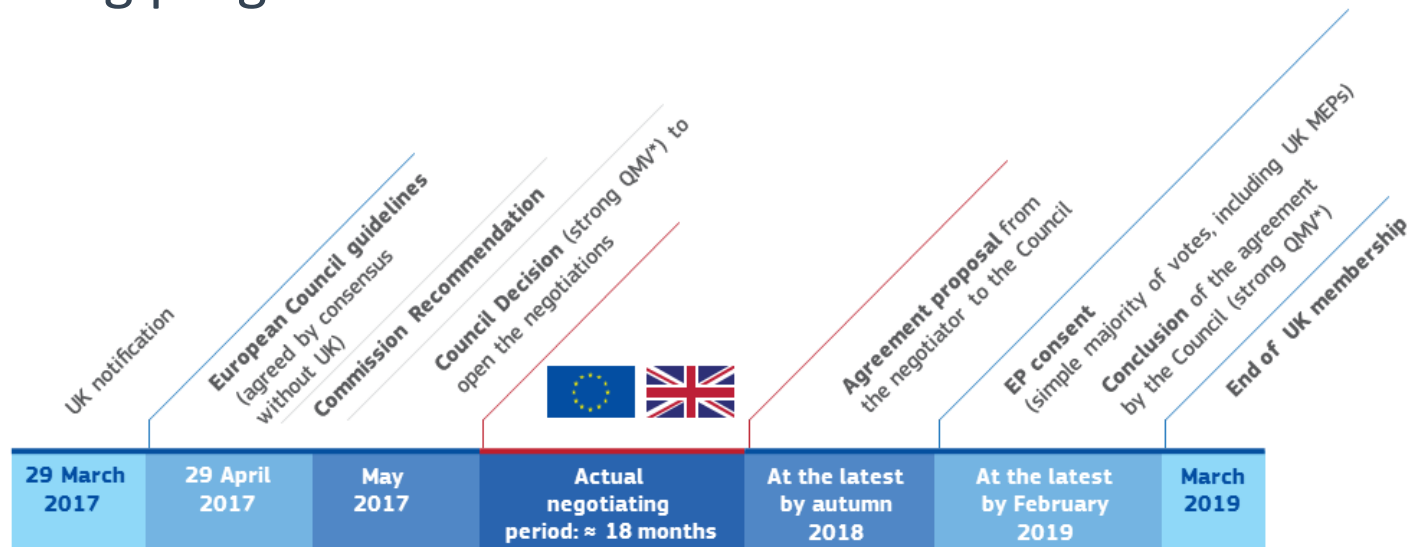 UK notification
European Council guidelines
(agreed by consensus
without UK)
Commission Recommendation
Council Decision (strong QMV*) to
open the negotiations
Agreement proposal from
the negotiator to the Council
EP consent
(simple majority of votes, including UK MEPs)
Conclusion of the agreement
by the Council (strong QMV*)
End of UK membership
29 March
2017
29 April
2017
May
2017
Actual
negotiating
period: ≈ 18 months
At the latest
by autumn
2018
At the latest
by February
2019
March
2019